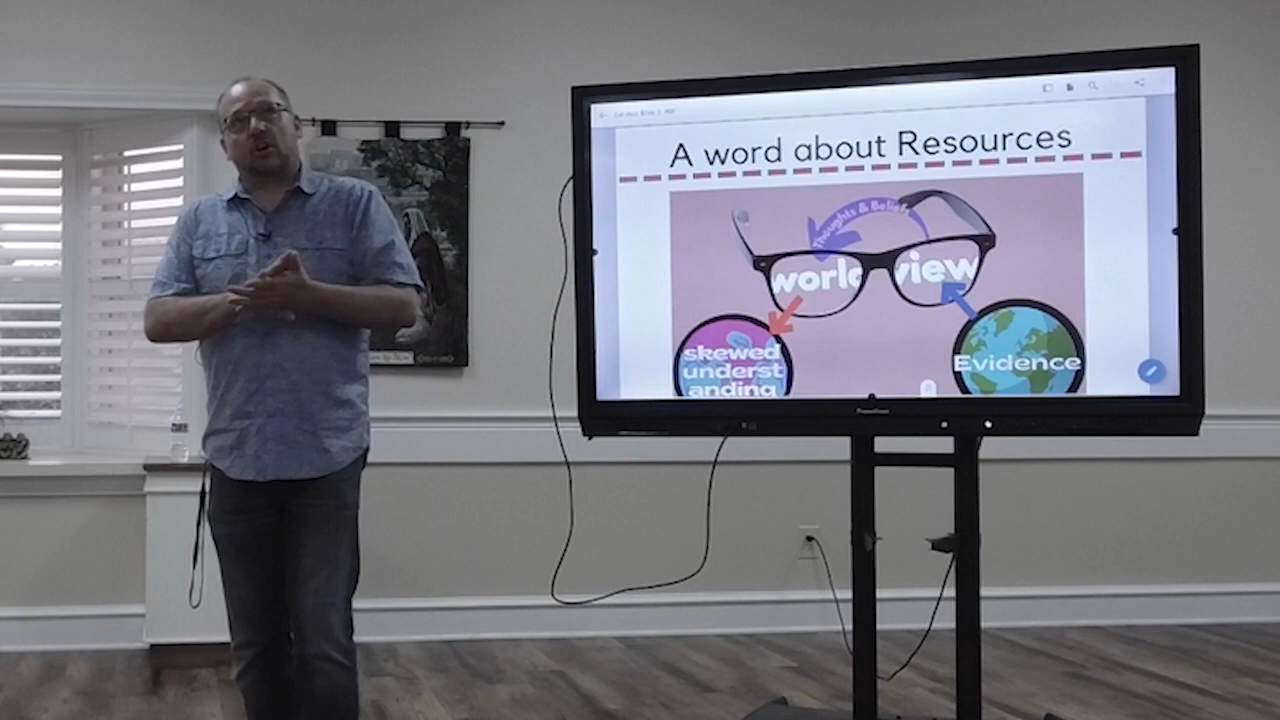 A word about Resources
Thoughts & Beliefs
world view
skewed
underst
anding
Evidence